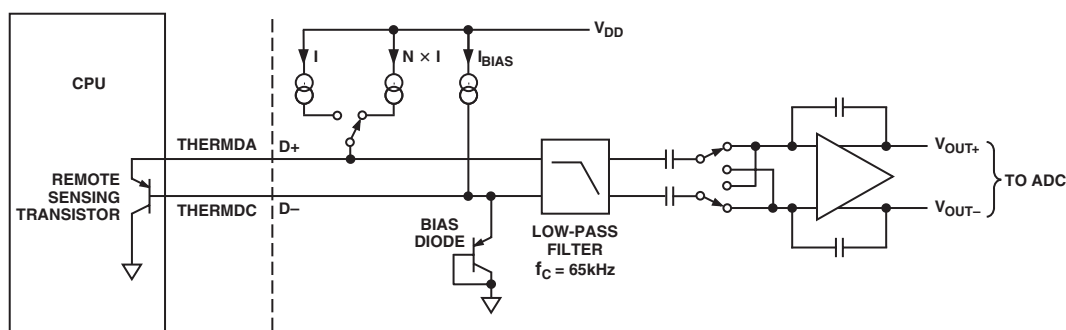 V_DD
I
N × I
I_BIAS
CPU
THERMDA
D+
REMOTE
SENSING
TRANSISTOR
THERMDC
D–
BIAS
DIODE
LOW-PASS
FILTER
f_C = 65kHz
V_OUT+
V_OUT–
TO ADC